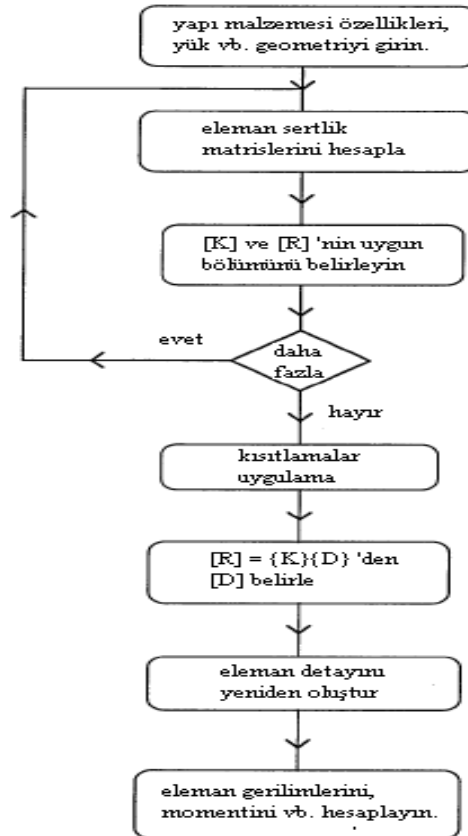 yapı malzemesi özellikleri,
yük vb. geometriyi girin.
eleman sertlik
matrislerini hesapla
[K] ve [R] 'nin uygun
bölümünü belirleyin
evet
daha
fazla
hayır
kısıtlamalar
uygulama
[R] = {K}{D} 'den
[D] belirle
eleman detayını
yeniden oluştur
eleman gerilimlerini,
momentini vb. hesaplayın.